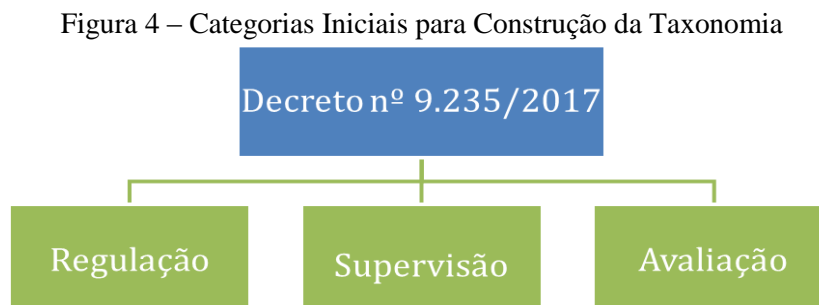 Figura 4 – Categorias Iniciais para Construção da Taxonomia
Decreto nº 9.235/2017
Regulação
Supervisão
Avaliação